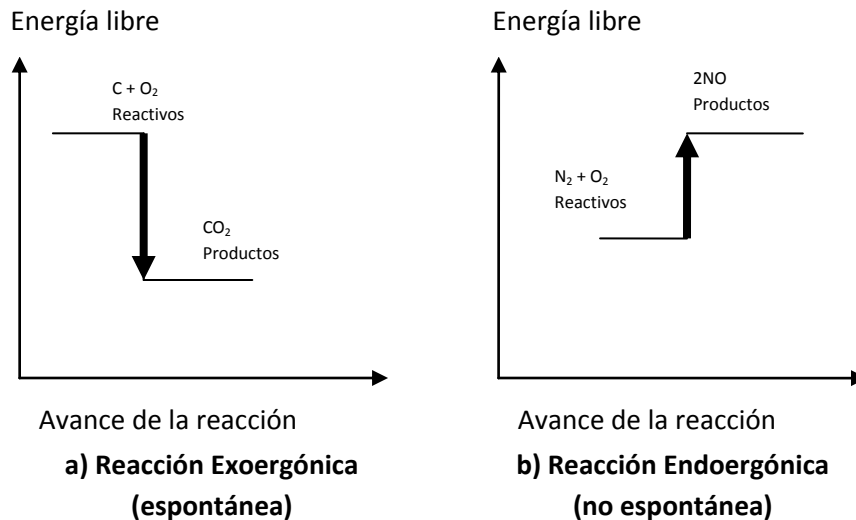 Energía libre
C + O₂
Reactivos
CO₂
Productos
Avance de la reacción
a) Reacción Exoergónica
(espontánea)
Energía libre
2NO
Productos
N₂ + O₂
Reactivos
Avance de la reacción
b) Reacción Endoergónica
(no espontánea)